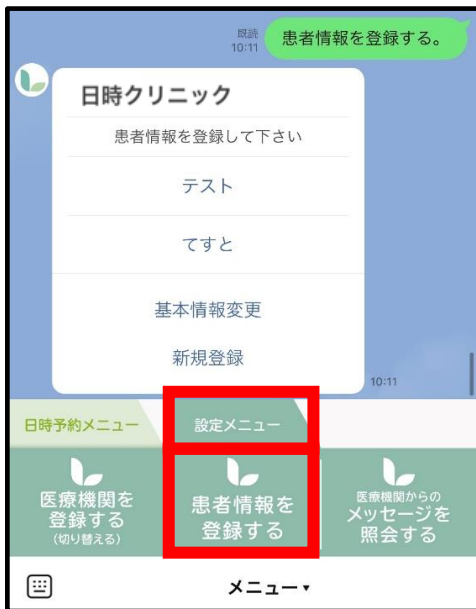 既読
10:11
患者情報を登録する。
日時クリニック
患者情報を登録して下さい
テスト
てすと
基本情報変更
新規登録
10:11
日時予約メニュー
設定メニュー
医療機関を
登録する
(切り替える)
患者情報を
登録する
医療機関からの
メッセージを
照会する
メニュー▾